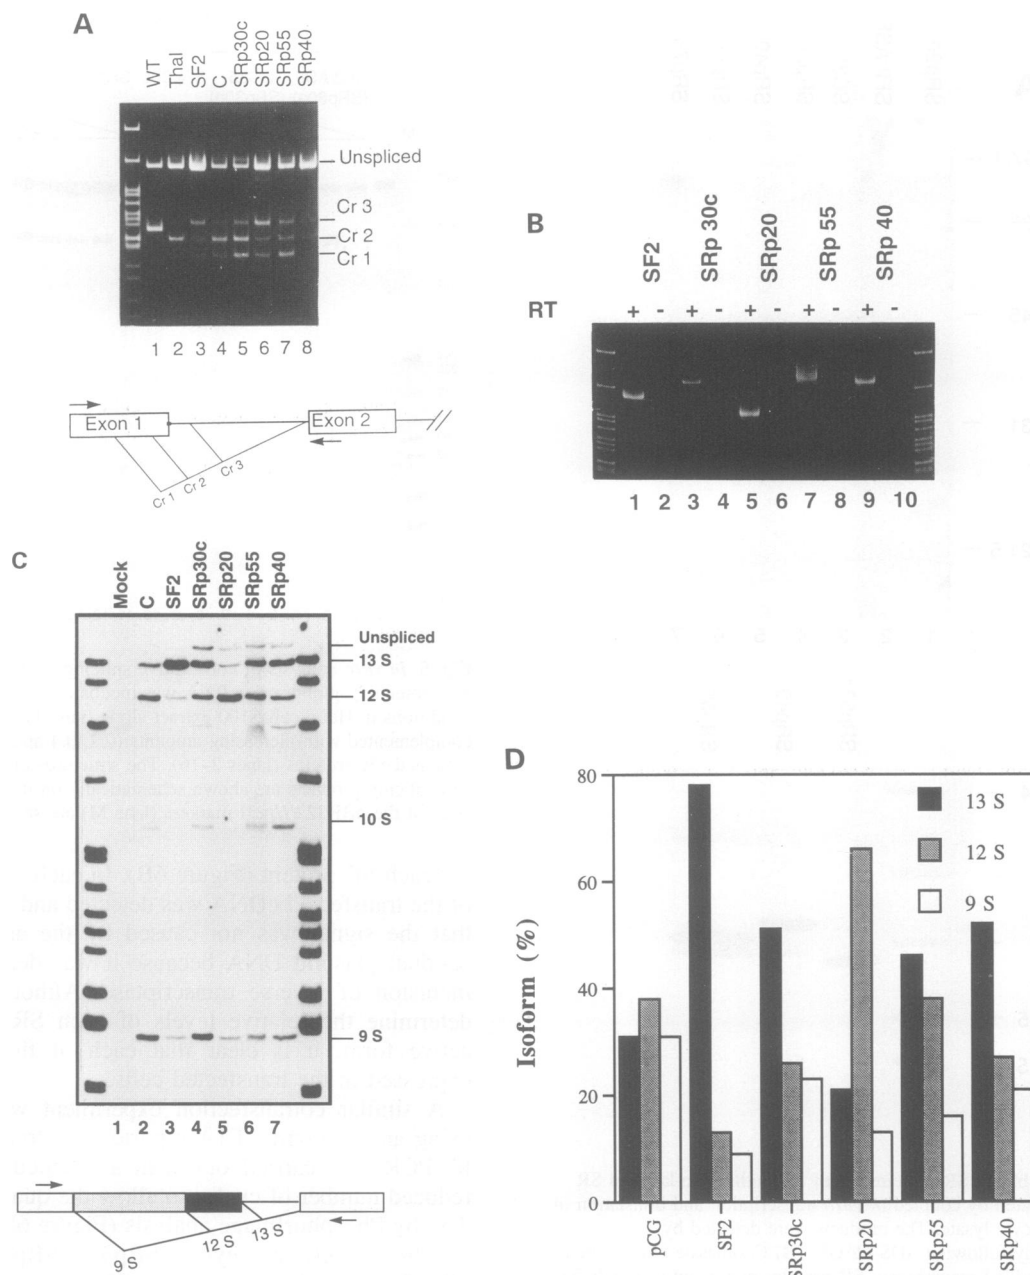 A
WT
Thal
SF2
C
SRp30c
SRp20
SRp55
SRp40
Unspliced
Cr 3
Cr 2
Cr 1
1 2 3 4 5 6 7 8
Exon 1
Exon 2
Cr 1
Cr 2
Cr 3
B
SF2
SRp 30c
SRp20
SRp 55
SRp 40
RT + - + - + - + - + -
1 2 3 4 5 6 7 8 9 10
C
Mock
C
SF2
SRp30c
SRp20
SRp55
SRp40
Unspliced
13 S
12 S
10 S
9 S
1 2 3 4 5 6 7
9 S
12 S
13 S
D
80
60
40
20
0
Isoform (%)
13 S
12 S
9 S
pCG
SF2
SRp30c
SRp20
SRp55
SRp40